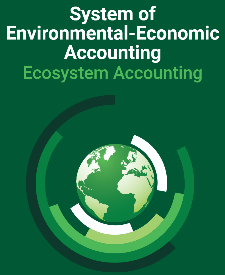 System of
Environmental-Economic
Accounting
Ecosystem Accounting